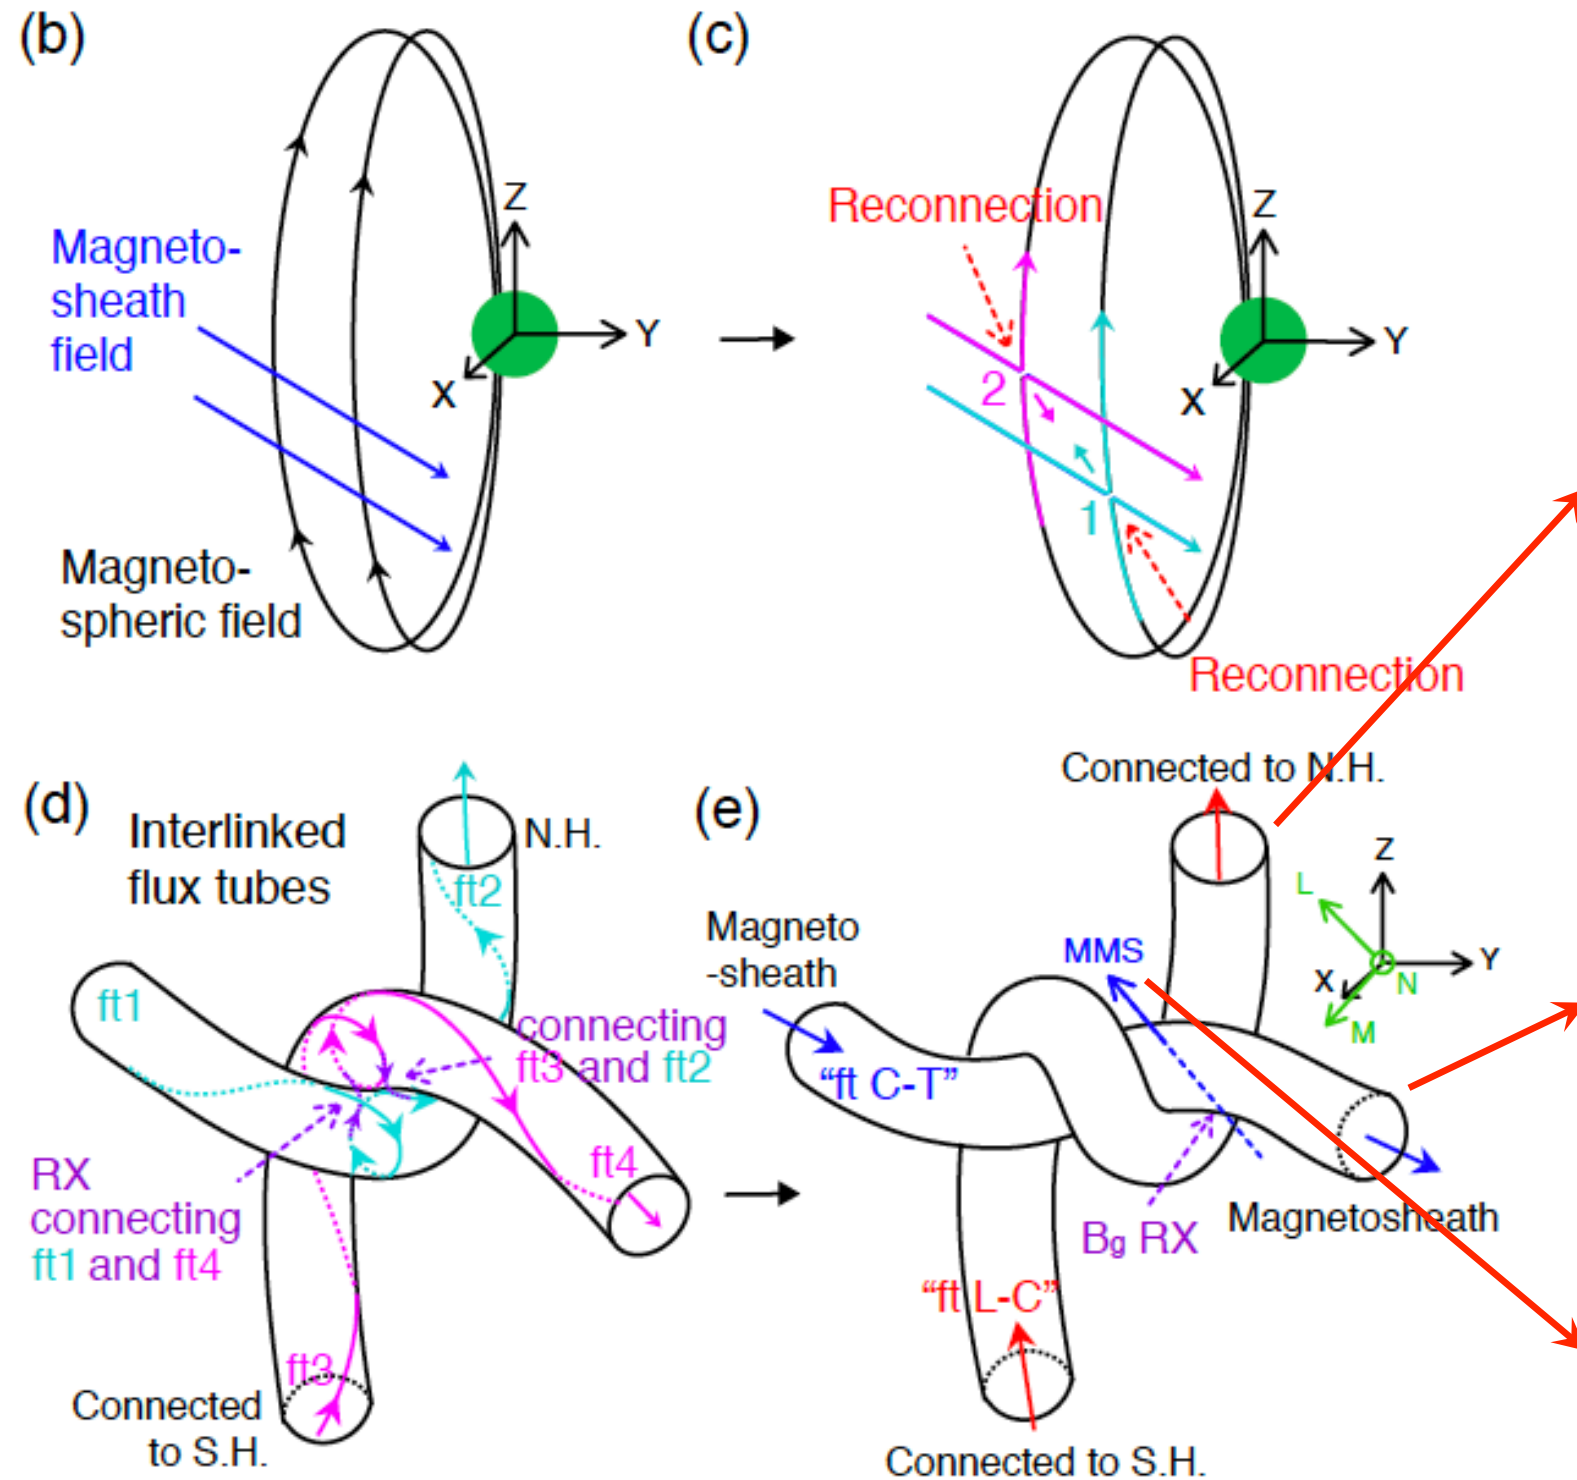 (b)
Magneto-
sheath
field
Magneto-
spheric field
Z
Y
X
(c)
Reconnection
2
1
Z
Y
X
Reconnection
(d)
Interlinked
flux tubes
N.H.
ft2
ft1
connecting
ft3 and ft2
RX
connecting
ft1 and ft4
ft4
ft3
Connected
to S.H.
(e)
Connected to N.H.
Magneto
-sheath
MMS
"ft C-T"
L
Z
Y
X
N
M
Bg RX
Magnetosheath
"ft L-C"
Connected to S.H.